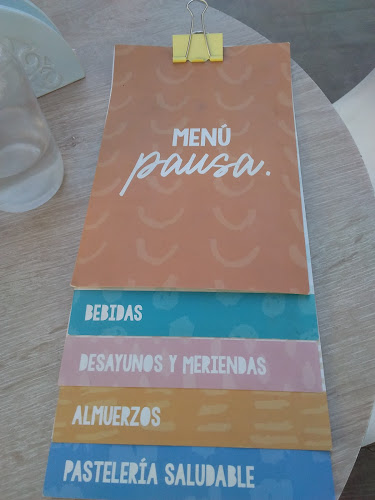 MENÚ
pausa.
BEBIDAS
DESAYUNOS Y MERIENDAS
ALMUERZOS
PASTELERÍA SALUDABLE